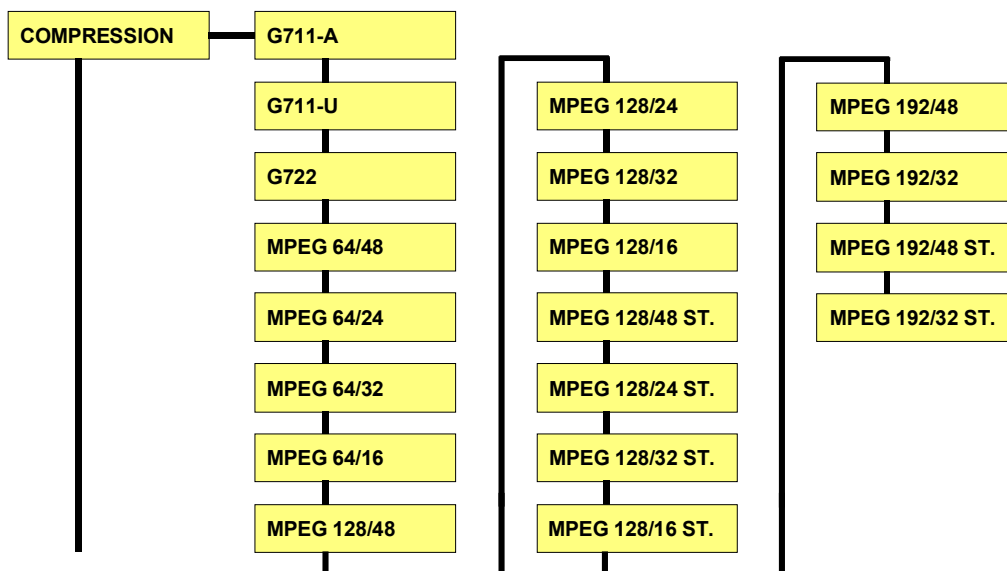 COMPRESSION
G711-A
G711-U
G722
MPEG 64/48
MPEG 64/24
MPEG 64/32
MPEG 64/16
MPEG 128/48
MPEG 128/24
MPEG 128/32
MPEG 128/16
MPEG 128/48 ST.
MPEG 128/24 ST.
MPEG 128/32 ST.
MPEG 128/16 ST.
MPEG 192/48
MPEG 192/32
MPEG 192/48 ST.
MPEG 192/32 ST.